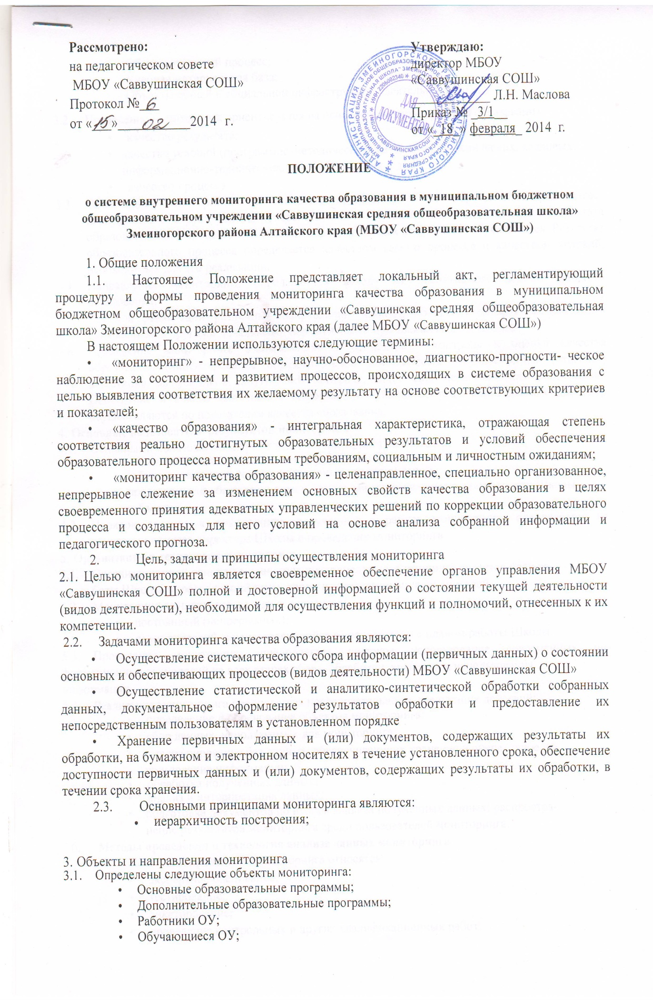 Рассмотрено:
на педагогическом совете
МБОУ «Саввушинская СОШ»
Протокол № 6
от «15» 02 2014 г.
Утверждаю:
директор МБОУ
«Саввушинская СОШ»
____________ Л.Н. Маслова
Приказ № _3/1__
от «_18_» февраля_ 2014 г.
АДМИНИСТРАЦИЯ ЗМЕИНОГОРСКОГО РАЙОНА АЛТАЙСКОГО КРАЯ
ДЛЯ
ДОКУМЕНТОВ
ПОЛОЖЕНИЕ
о системе внутреннего мониторинга качества образования в муниципальном бюджетном
общеобразовательном учреждении «Саввушинская средняя общеобразовательная школа»
Змеиногорского района Алтайского края (МБОУ «Саввушинская СОШ»)
1. Общие положения
1.1. Настоящее Положение представляет локальный акт, регламентирующий
процедуру и формы проведения мониторинга качества образования в муниципальном
бюджетном общеобразовательном учреждении «Саввушинская средняя общеобразовательная
школа» Змеиногорского района Алтайского края (далее МБОУ «Саввушинская СОШ»)
В настоящем Положении используются следующие термины:
• «мониторинг» - непрерывное, научно-обоснованное, диагностико-прогности- ческое
наблюдение за состоянием и развитием процессов, происходящих в системе образования с
целью выявления соответствия их желаемому результату на основе соответствующих критериев
и показателей;
• «качество образования» - интегральная характеристика, отражающая степень
соответствия реально достигнутых образовательных результатов и условий обеспечения
образовательного процесса нормативным требованиям, социальным и личностным ожиданиям;
• «мониторинг качества образования» - целенаправленное, специально организованное,
непрерывное слежение за изменением основных свойств качества образования в целях
своевременного принятия адекватных управленческих решений по коррекции образовательного
процесса и созданных для него условий на основе анализа собранной информации и
педагогического прогноза.
2. Цель, задачи и принципы осуществления мониторинга
2.1. Целью мониторинга является своевременное обеспечение органов управления МБОУ
«Саввушинская СОШ» полной и достоверной информацией о состоянии текущей деятельности
(видов деятельности), необходимой для осуществления функций и полномочий, отнесенных к их
компетенции.
2.2. Задачами мониторинга качества образования являются:
• Осуществление систематического сбора информации (первичных данных) о состоянии
основных и обеспечивающих процессов (видов деятельности) МБОУ «Саввушинская СОШ»
• Осуществление статистической и аналитико-синтетической обработки собранных
данных, документальное оформление результатов обработки и предоставление их
непосредственным пользователям в установленном порядке
• Хранение первичных данных и (или) документов, содержащих результаты их
обработки, на бумажном и электронном носителях в течение установленного срока, обеспечение
доступности первичных данных и (или) документов, содержащих результаты их обработки, в
течении срока хранения.
2.3. Основными принципами мониторинга являются:
• иерархичность построения;
3. Объекты и направления мониторинга
3.1. Определены следующие объекты мониторинга:
• Основные образовательные программы;
• Дополнительные образовательные программы;
• Работники ОУ;
• Обучающиеся ОУ;